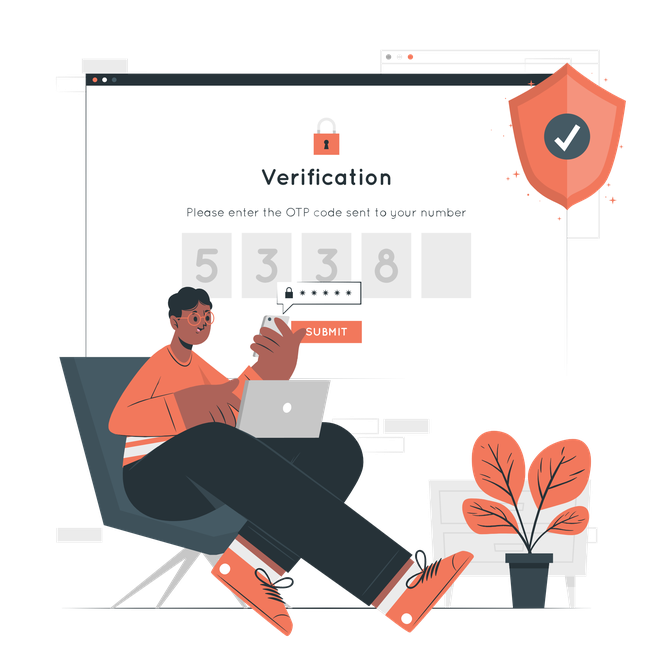 Verification
Please enter the OTP code sent to your number
5 3 3 8
* * * * *
SUBMIT